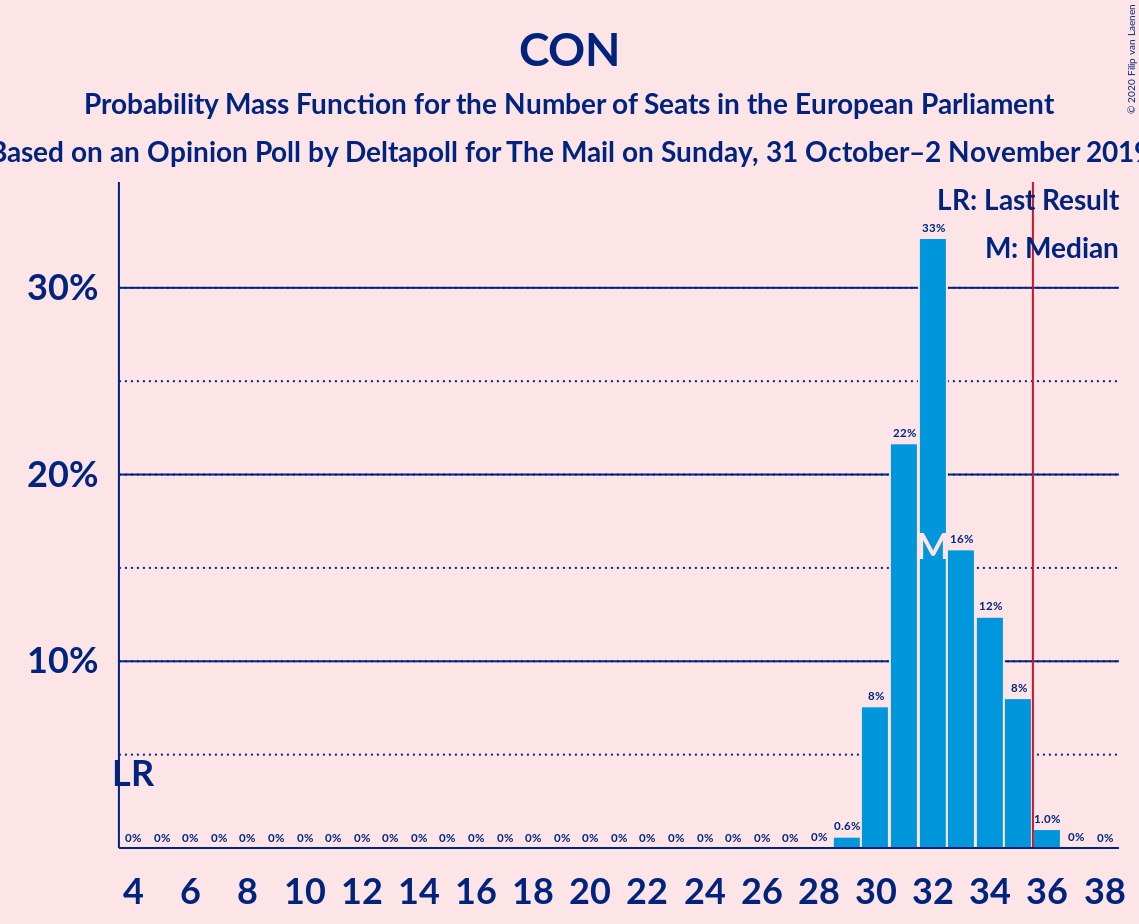 CON
Probability Mass Function for the Number of Seats in the European Parliament
Based on an Opinion Poll by Deltapoll for The Mail on Sunday, 31 October–2 November 2019
© 2020 Filip van Laenen
LR: Last Result
M: Median
30%
20%
10%
33%
22%
M
16%
12%
8%
8%
LR
0% 0% 0% 0% 0% 0% 0% 0% 0% 0% 0% 0% 0% 0% 0% 0% 0% 0% 0% 0% 0% 0% 0% 0% 0% 0.6% 1.0% 0% 0%
4 6 8 10 12 14 16 18 20 22 24 26 28 30 32 34 36 38